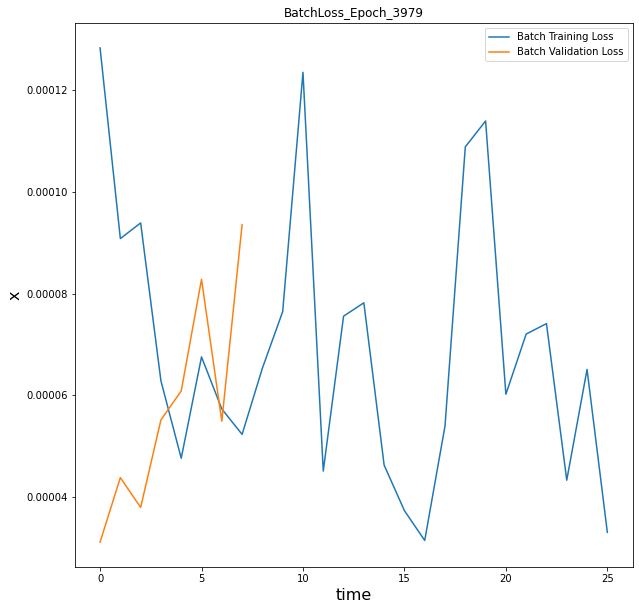 BatchLoss_Epoch_3979
Batch Training Loss
Batch Validation Loss
0.00012
0.00010
0.00008
0.00006
0.00004
x
0 5 10 15 20 25
time